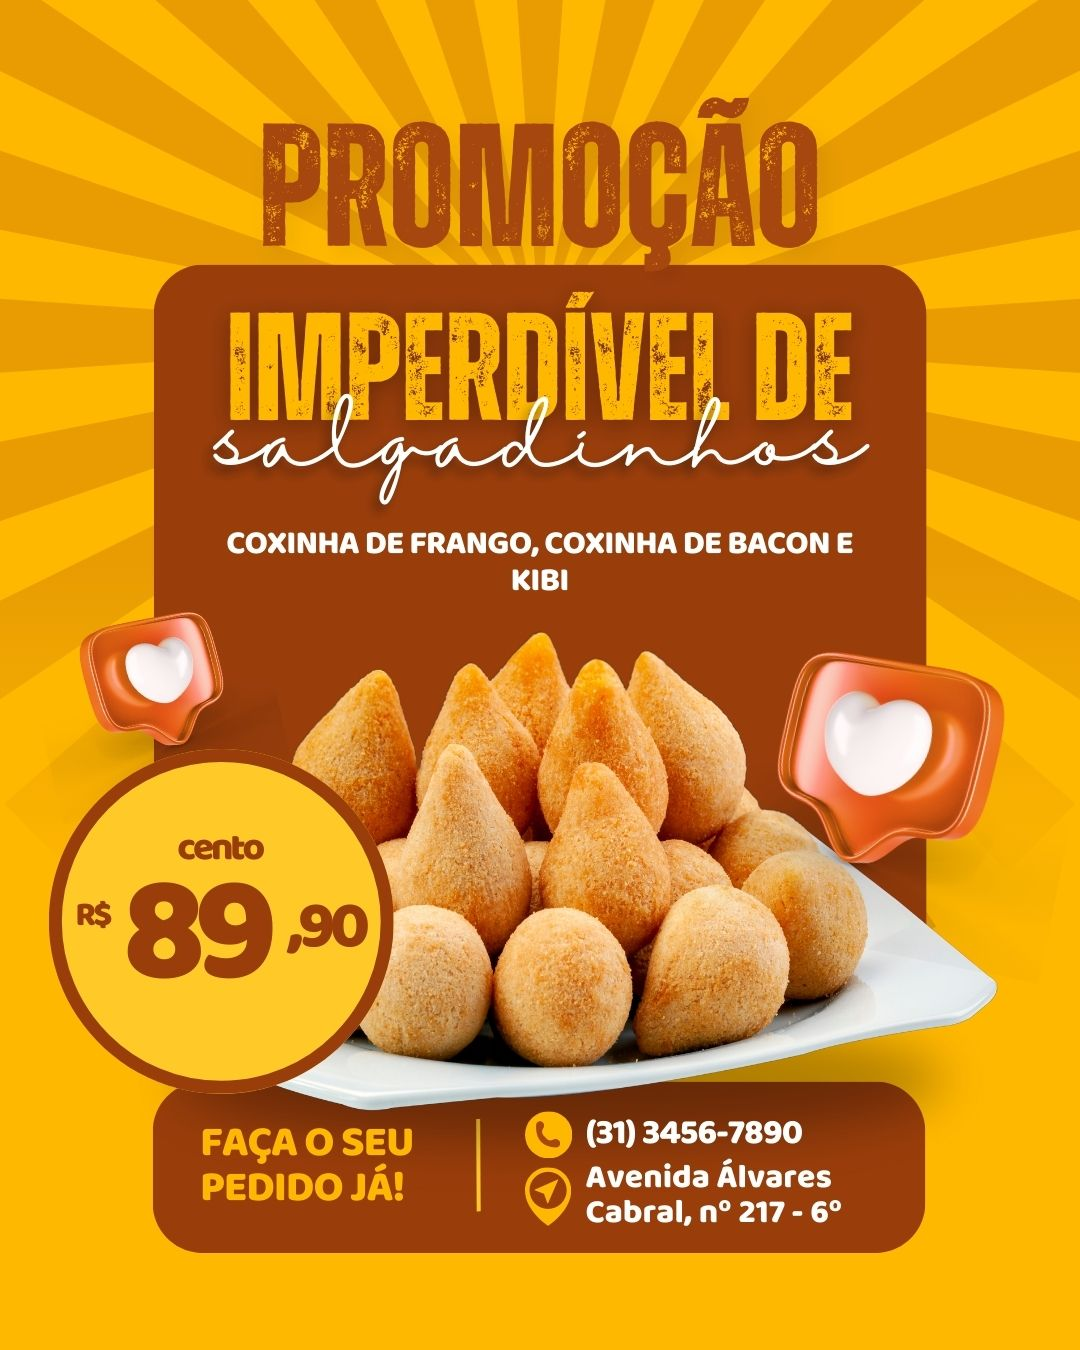 PROMOÇÃO
IMPERDÍVEL DE
salgadinhos
COXINHA DE FRANGO, COXINHA DE BACON E
KIBI
cento
R$ 89,90
FAÇA O SEU
PEDIDO JÁ!
(31) 3456-7890
Avenida Álvares
Cabral, nº 217 - 6º